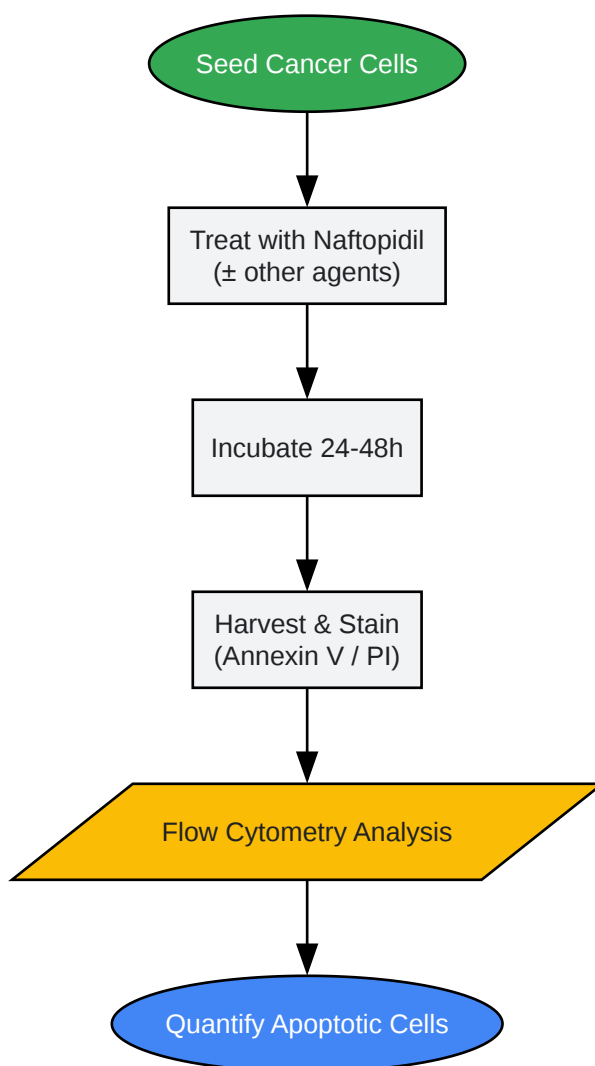 Seed Cancer Cells
Treat with Naftopidil
(± other agents)
Incubate 24-48h
Harvest & Stain
(Annexin V / PI)
Flow Cytometry Analysis
Quantify Apoptotic Cells